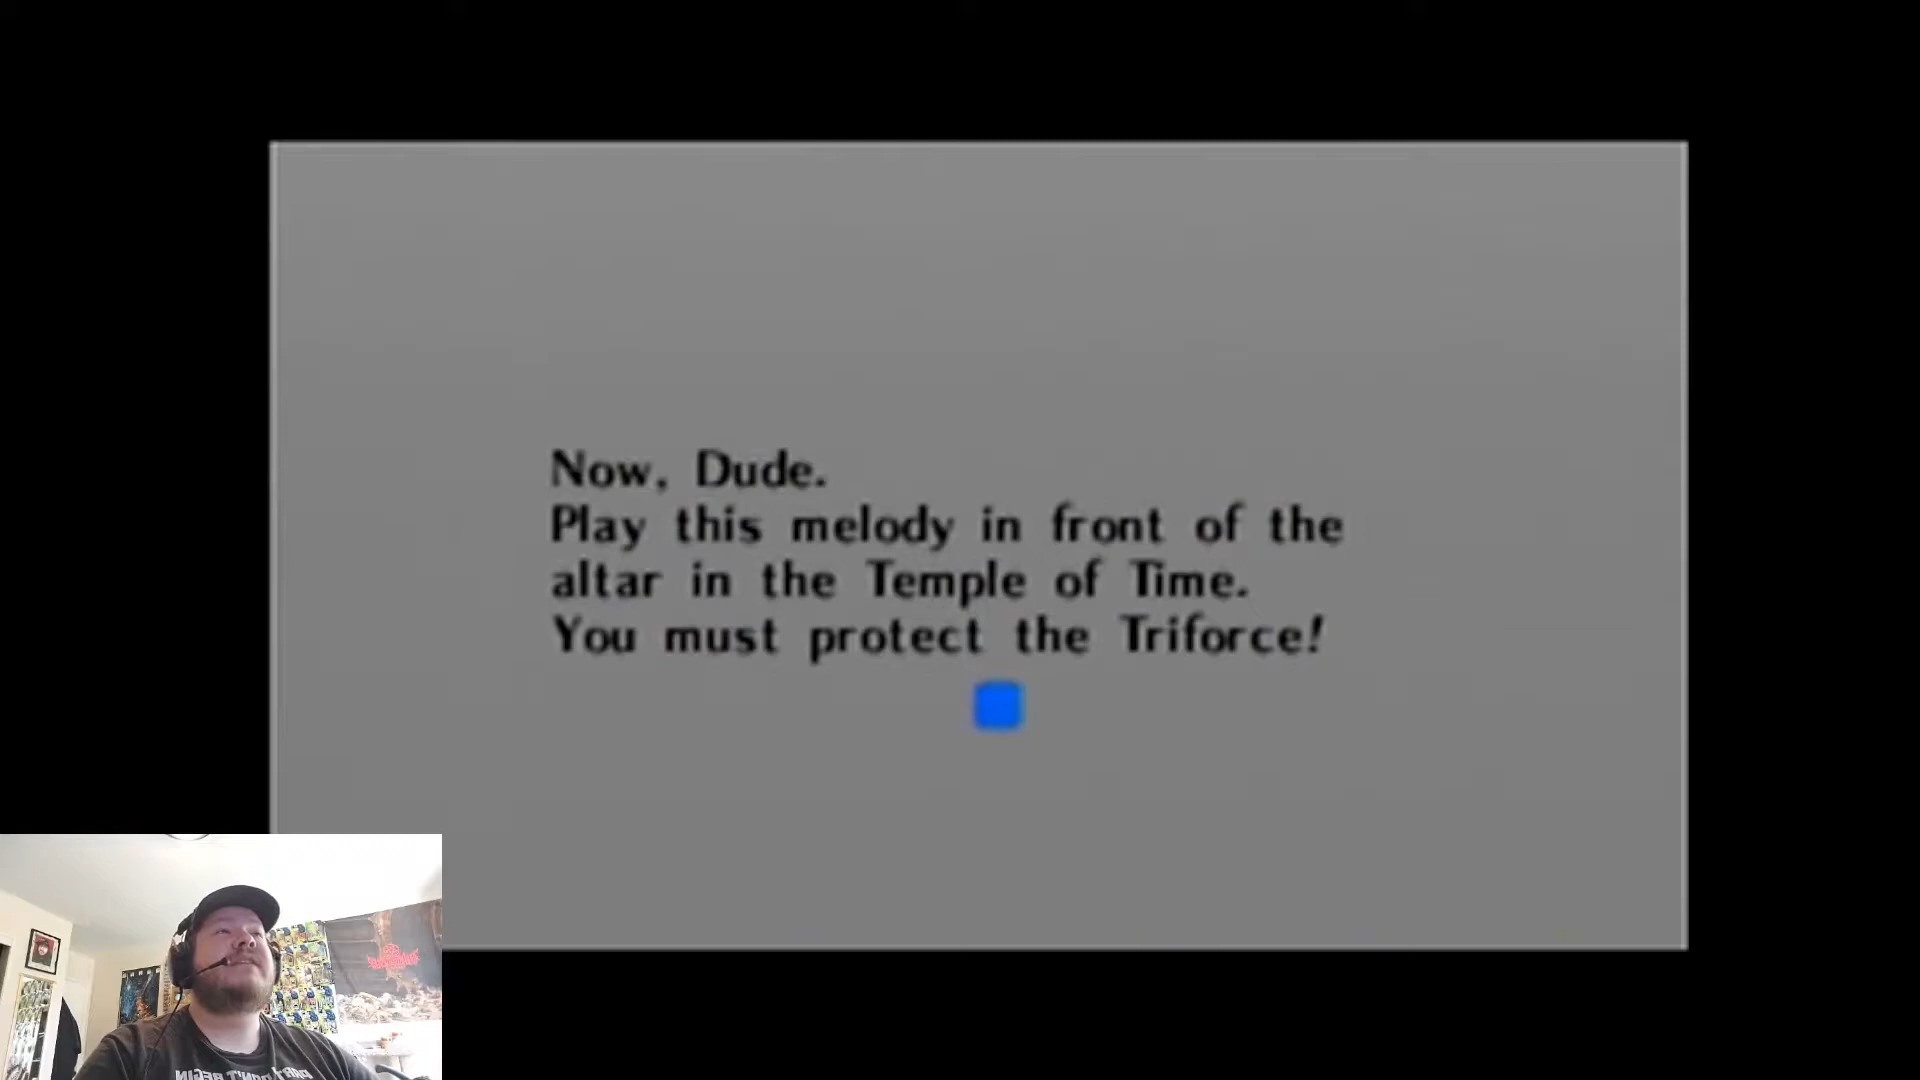 Now, Dude.
Play this melody in front of the
altar in the Temple of Time.
You must protect the Triforce!